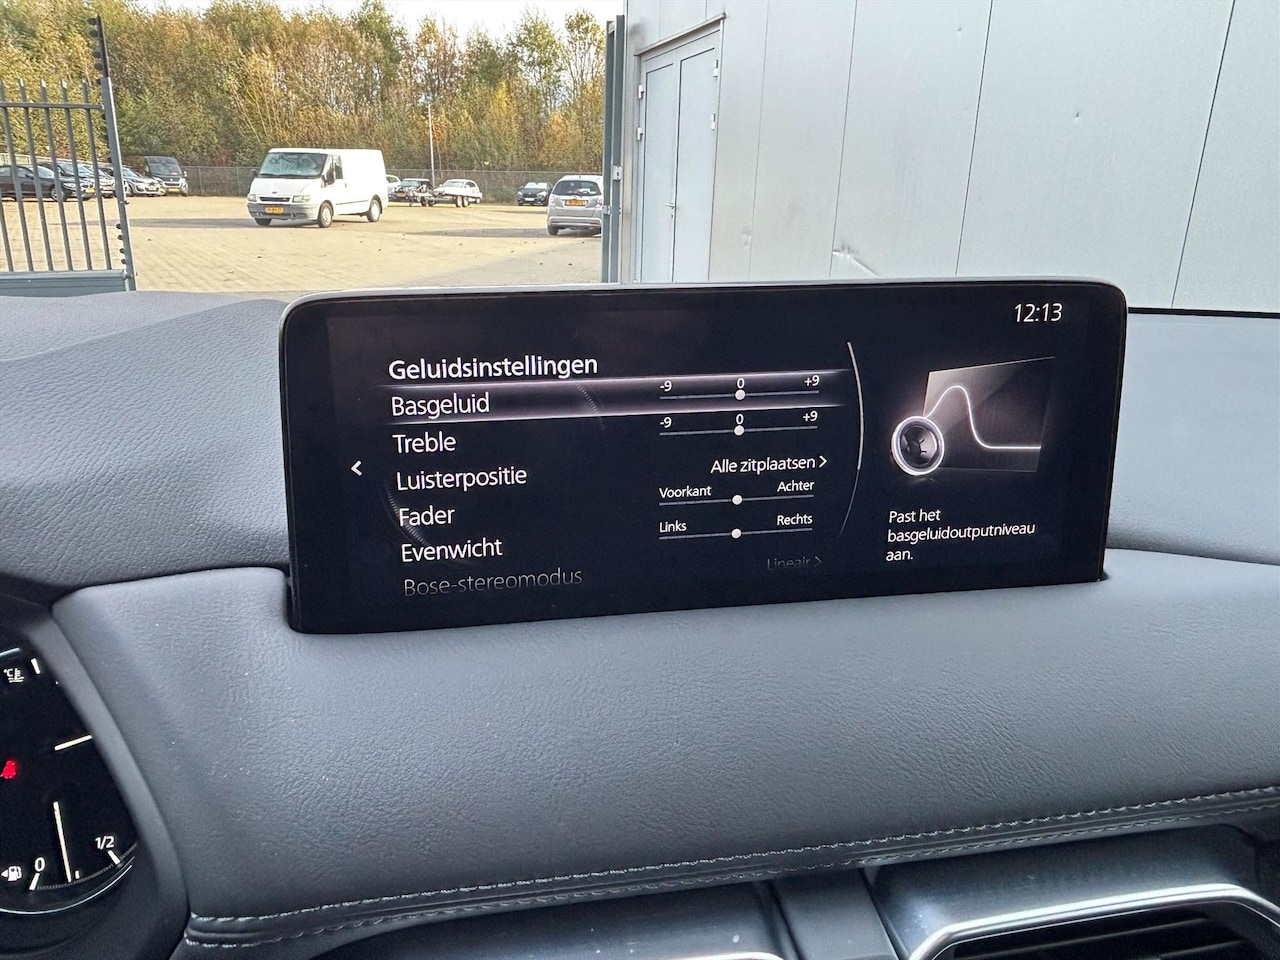 12:13
Geluidsinstellingen
Basgeluid -9 0 +9
Treble -9 0 +9
Luisterpositie Alle zitplaatsen
Fader Voorkant Achter
Evenwicht Links Rechts
Bose-stereomodus Lineair
Past het
basgeluidoutputniveau
aan.
°C
0 1/2